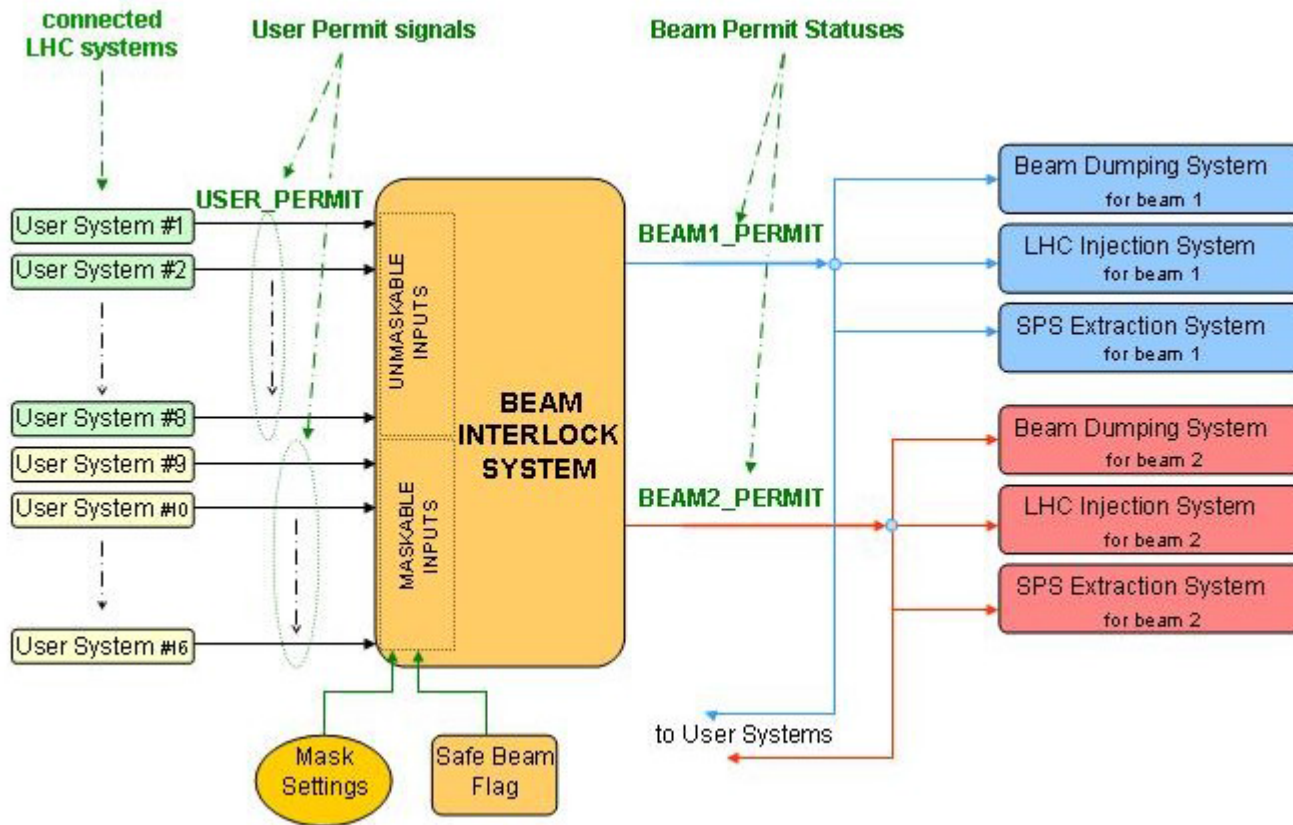 connected
LHC systems
User Permit signals
Beam Permit Statuses
USER_PERMIT
User System #1
User System #2
User System #8
User System #9
User System #10
User System #16
UNMASKABLE
INPUTS
MASKABLE
INPUTS
BEAM
INTERLOCK
SYSTEM
Mask
Settings
Safe Beam
Flag
BEAM1_PERMIT
BEAM2_PERMIT
Beam Dumping System
for beam 1
LHC Injection System
for beam 1
SPS Extraction System
for beam 1
Beam Dumping System
for beam 2
LHC Injection System
for beam 2
SPS Extraction System
for beam 2
to User Systems